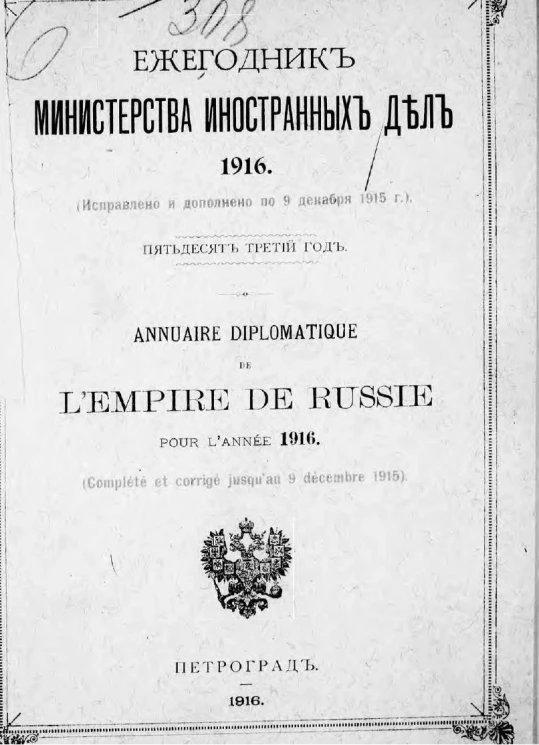 308
ЕЖЕГОДНИКЪ
МИНИСТЕРСТВА ИНОСТРАННЫХЪ ДѢЛЪ
1916.
(Исправлено и дополнено по 9 декабря 1915 г.).
ПЯТЬДЕСЯТЪ ТРЕТІЙ ГОДЪ.
ANNUAIRE DIPLOMATIQUE
DE
L'EMPIRE DE RUSSIE
POUR L'ANNÉE 1916.
(Complété et corrigé jusqu'au 9 décembre 1915).
ПЕТРОГРАДЪ.
1916.